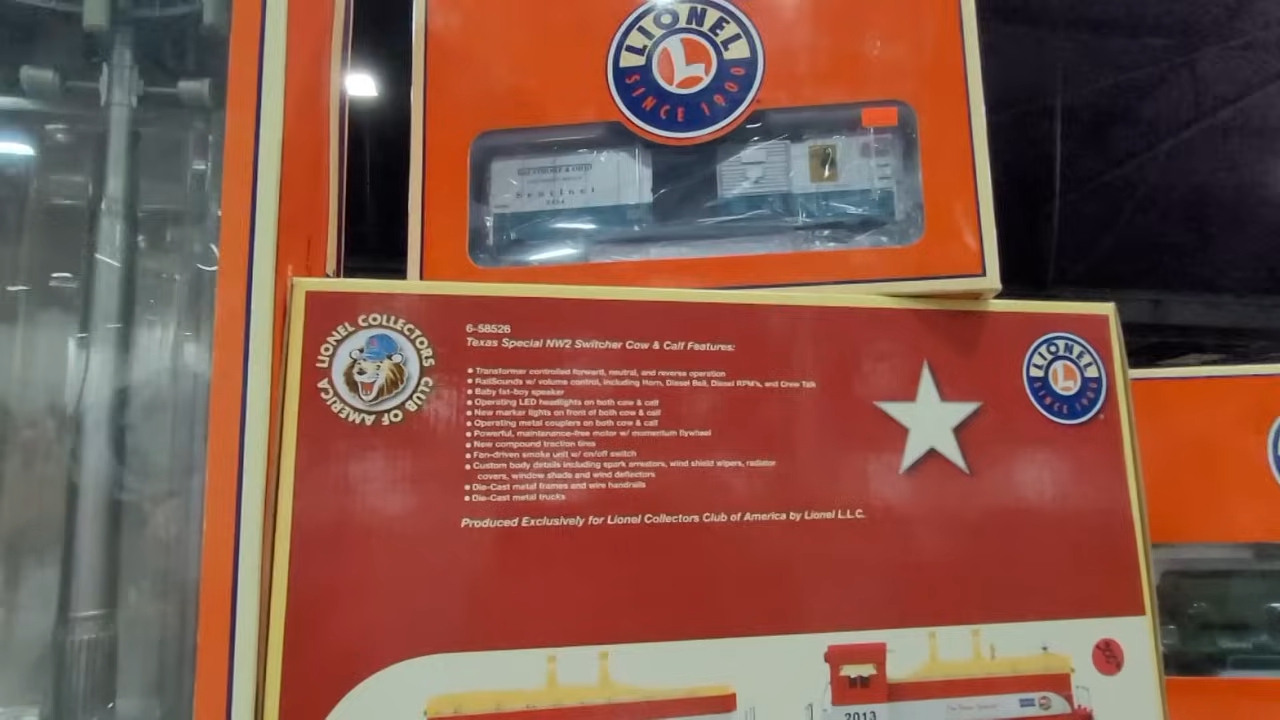 LIONEL
SINCE 1900
BALTIMORE & OHIO
Sentinel
LIONEL COLLECTORS CLUB OF AMERICA
6-58526
Texas Special NW2 Switcher Cow & Calf Features:
● Transformer controlled forward, neutral, and reverse operation
● RailSounds w/ volume control, including Horn, Diesel Bell, Diesel RPM's, and Crew Talk
● Baby fat-boy speaker
● Operating LED headlights on both cow & calf
● New marker lights on front of both cow & calf
● Operating metal couplers on both cow & calf
● Powerful, maintenance-free motor w/ momentum flywheel
● New compound traction tires
● Fan-driven smoke unit w/ on/off switch
● Custom body details including spark arrestors, wind shield wipers, radiator
covers, window shade and wind deflectors
● Die-Cast metal frames and wire handrails
● Die-Cast metal trucks
Produced Exclusively for Lionel Collectors Club of America by Lionel L.L.C.
LIONEL
SINCE 1900
2013